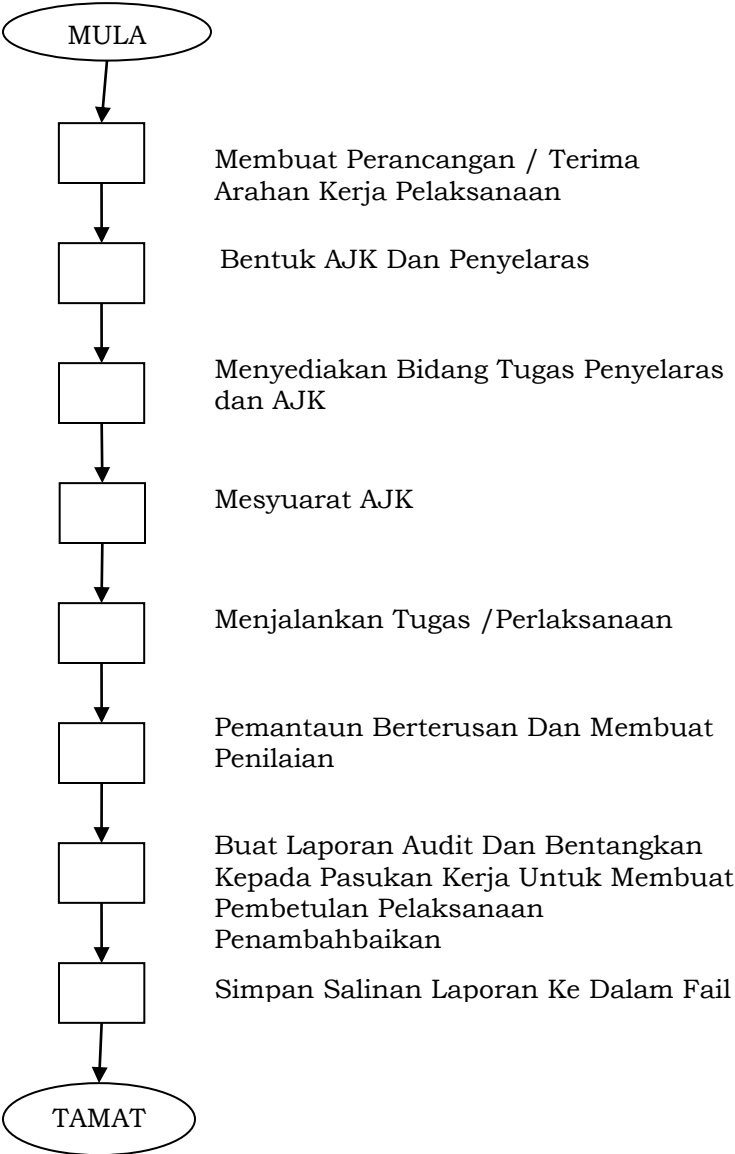 MULA
Membuat Perancangan / Terima
Arahan Kerja Pelaksanaan
Bentuk AJK Dan Penyelaras
Menyediakan Bidang Tugas Penyelaras
dan AJK
Mesyuarat AJK
Menjalankan Tugas /Perlaksanaan
Pemantaun Berterusan Dan Membuat
Penilaian
Buat Laporan Audit Dan Bentangkan
Kepada Pasukan Kerja Untuk Membuat
Pembetulan Pelaksanaan
Penambahbaikan
Simpan Salinan Laporan Ke Dalam Fail
TAMAT